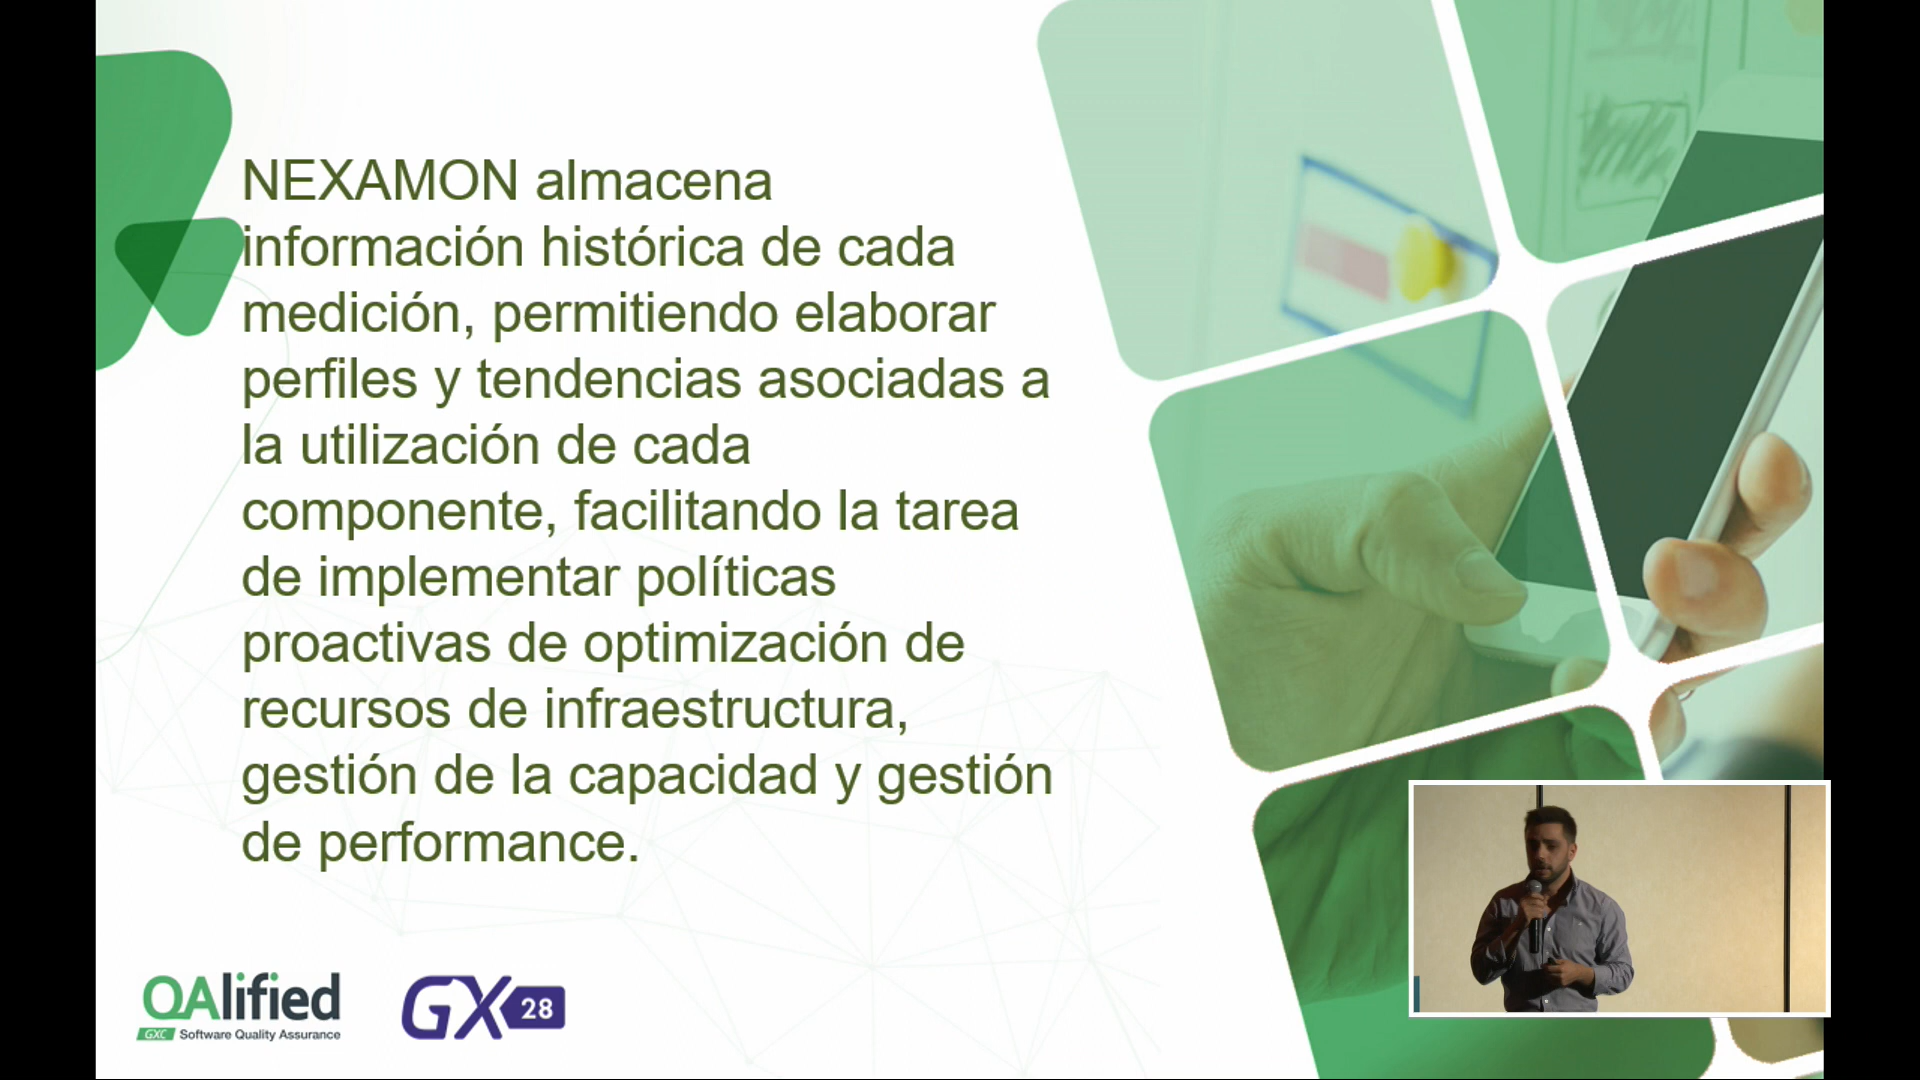 NEXAMON almacena
información histórica de cada
medición, permitiendo elaborar
perfiles y tendencias asociadas a
la utilización de cada
componente, facilitando la tarea
de implementar políticas
proactivas de optimización de
recursos de infraestructura,
gestión de la capacidad y gestión
de performance.
QAlified
GXC Software Quality Assurance
GX 28